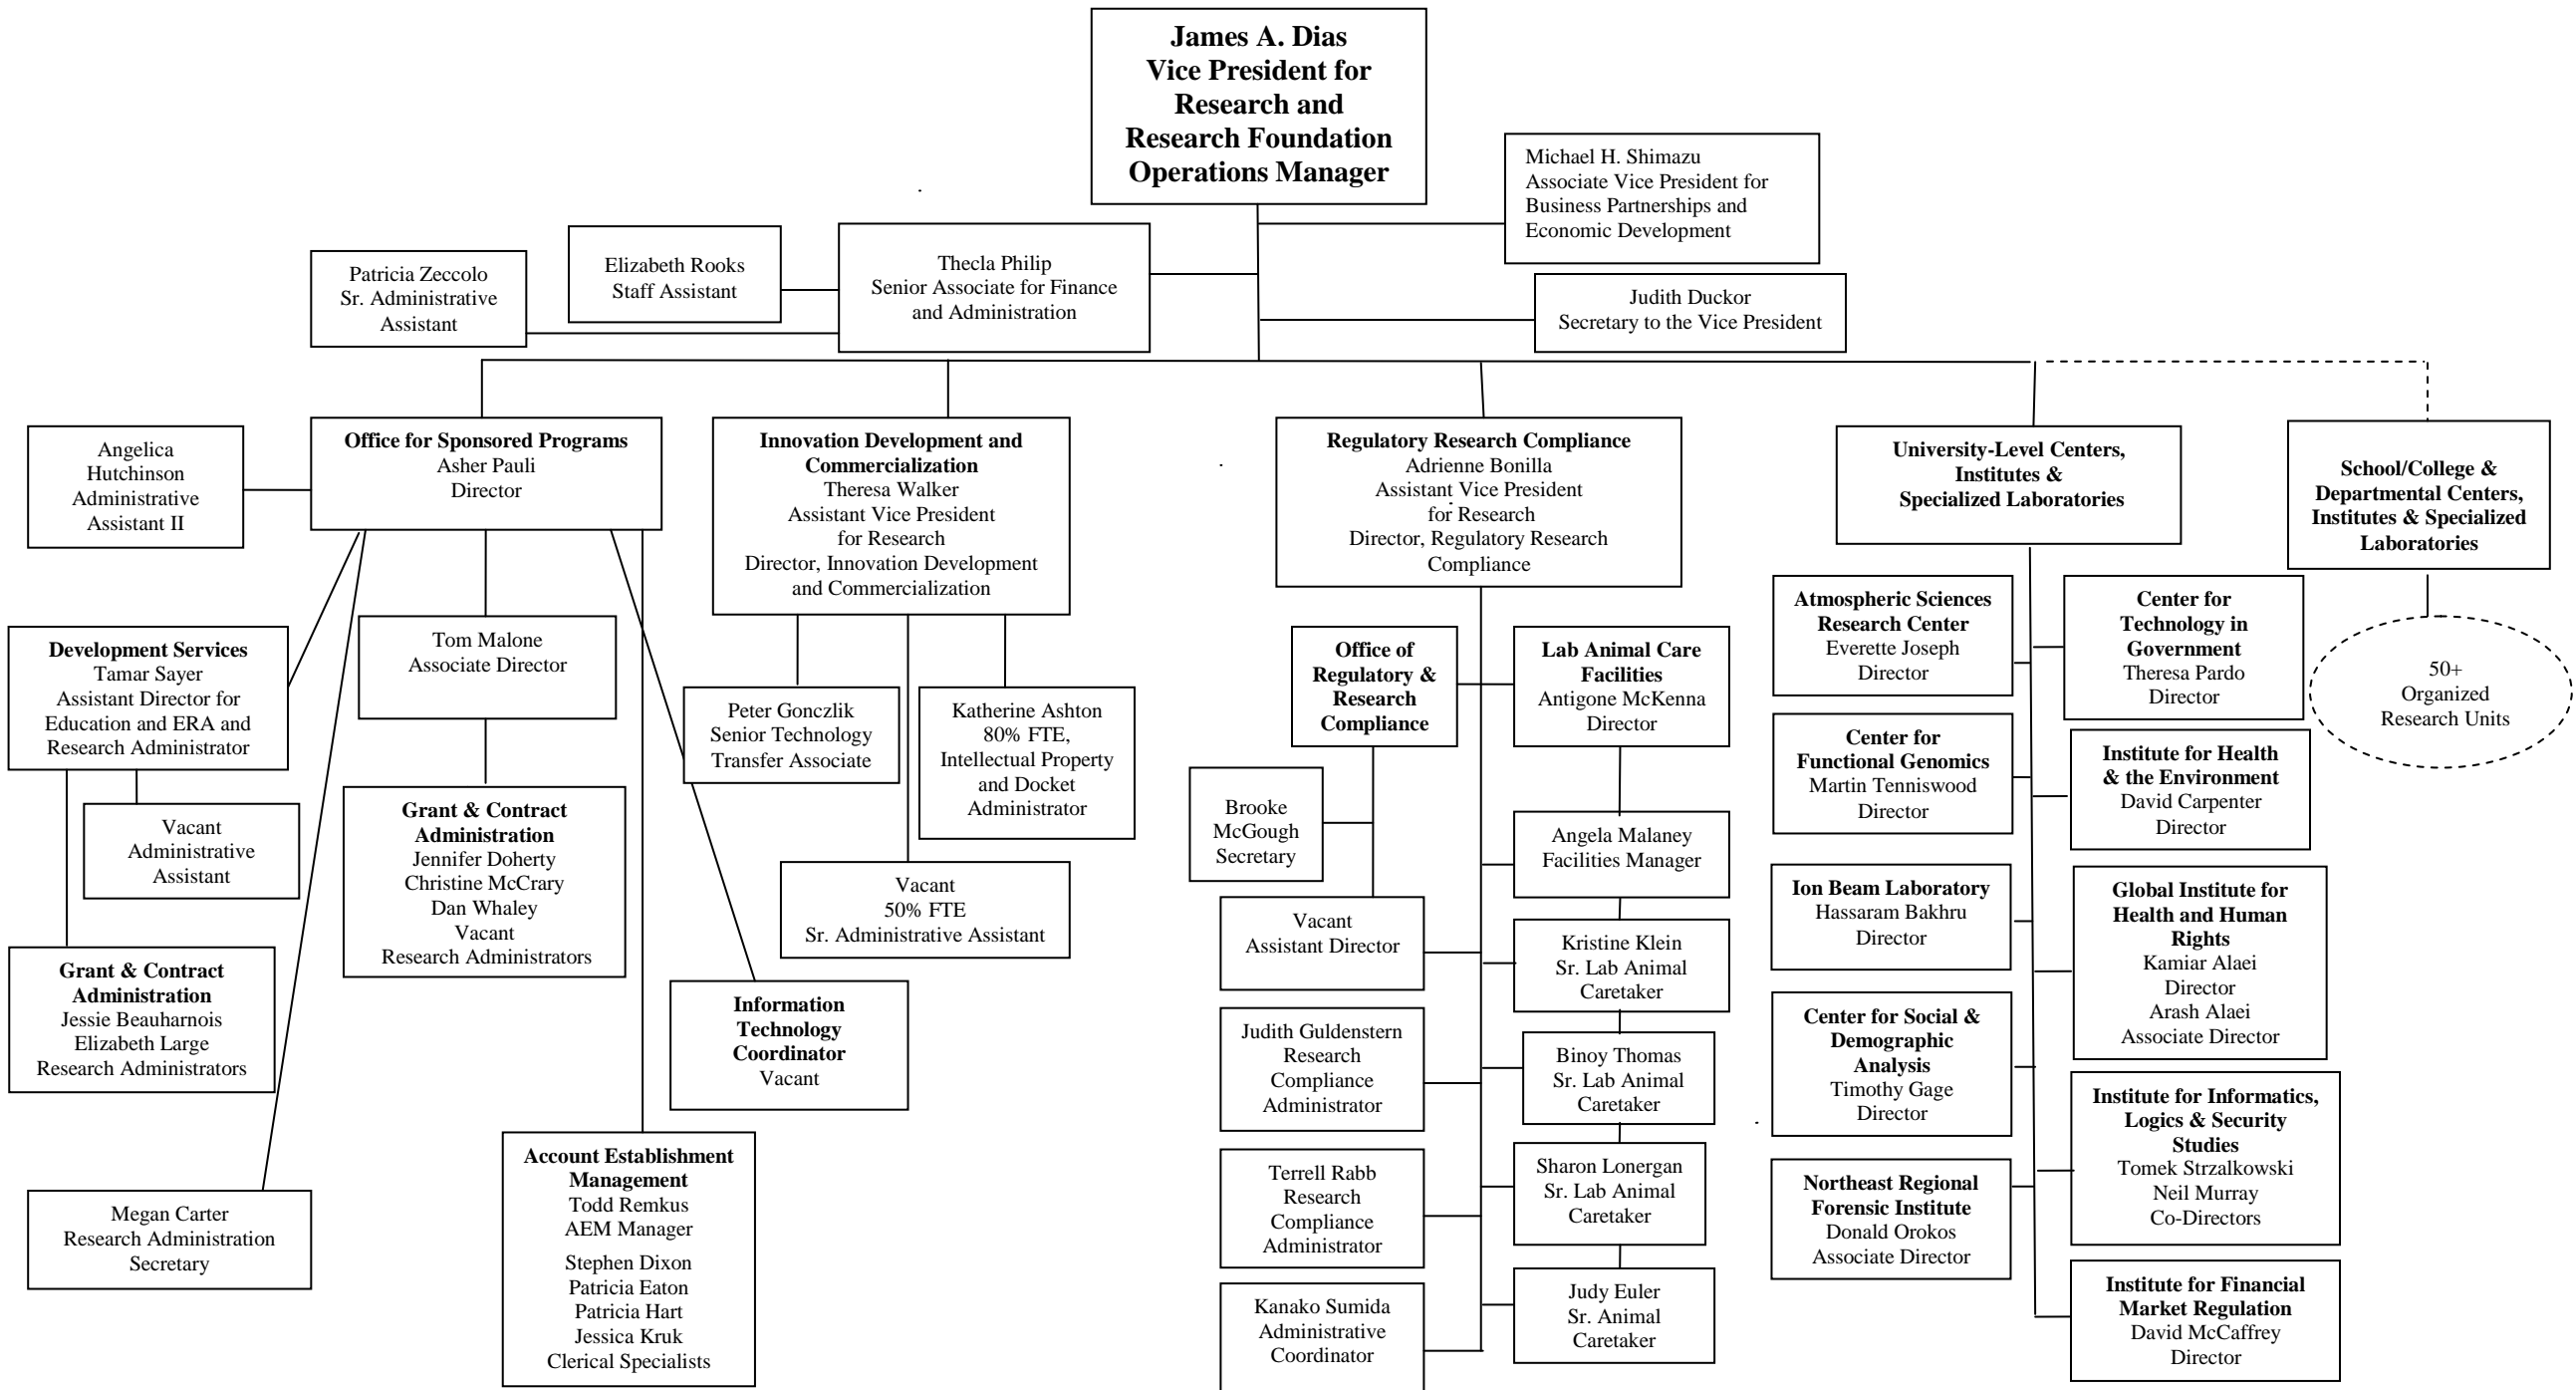 James A. Dias
Vice President for
Research and
Research Foundation
Operations Manager
Michael H. Shimazu
Associate Vice President for
Business Partnerships and
Economic Development
Patricia Zeccolo
Sr. Administrative
Assistant
Elizabeth Rooks
Staff Assistant
Thecla Philip
Senior Associate for Finance
and Administration
Judith Duckor
Secretary to the Vice President
Angelica
Hutchinson
Administrative
Assistant II
Office for Sponsored Programs
Asher Pauli
Director
Innovation Development and
Commercialization
Theresa Walker
Assistant Vice President
for Research
Director, Innovation Development
and Commercialization
Regulatory Research Compliance
Adrienne Bonilla
Assistant Vice President
for Research
Director, Regulatory Research
Compliance
University-Level Centers,
Institutes &
Specialized Laboratories
School/College &
Departmental Centers,
Institutes & Specialized
Laboratories
Development Services
Tamar Sayer
Assistant Director for
Education and ERA and
Research Administrator
Tom Malone
Associate Director
Peter Gonczlik
Senior Technology
Transfer Associate
Katherine Ashton
80% FTE,
Intellectual Property
and Docket
Administrator
Office of
Regulatory &
Research
Compliance
Lab Animal Care
Facilities
Antigone McKenna
Director
Atmospheric Sciences
Research Center
Everette Joseph
Director
Center for
Technology in
Government
Theresa Pardo
Director
50+
Organized
Research Units
Vacant
Administrative
Assistant
Grant & Contract
Administration
Jennifer Doherty
Christine McCrary
Dan Whaley
Vacant
Research Administrators
Vacant
50% FTE
Sr. Administrative Assistant
Brooke
McGough
Secretary
Angela Malaney
Facilities Manager
Center for
Functional Genomics
Martin Tenniswood
Director
Institute for Health
& the Environment
David Carpenter
Director
Grant & Contract
Administration
Jessie Beauharnois
Elizabeth Large
Research Administrators
Information
Technology
Coordinator
Vacant
Vacant
Assistant Director
Kristine Klein
Sr. Lab Animal
Caretaker
Ion Beam Laboratory
Hassaram Bakhru
Director
Global Institute for
Health and Human
Rights
Kamiar Alaei
Director
Arash Alaei
Associate Director
Judith Guldenstern
Research
Compliance
Administrator
Binoy Thomas
Sr. Lab Animal
Caretaker
Center for Social &
Demographic
Analysis
Timothy Gage
Director
Institute for Informatics,
Logics & Security
Studies
Tomek Strzalkowski
Neil Murray
Co-Directors
Megan Carter
Research Administration
Secretary
Account Establishment
Management
Todd Remkus
AEM Manager
Stephen Dixon
Patricia Eaton
Patricia Hart
Jessica Kruk
Clerical Specialists
Terrell Rabb
Research
Compliance
Administrator
Sharon Lonergan
Sr. Lab Animal
Caretaker
Northeast Regional
Forensic Institute
Donald Orokos
Associate Director
Kanako Sumida
Administrative
Coordinator
Judy Euler
Sr. Animal
Caretaker
Institute for Financial
Market Regulation
David McCaffrey
Director